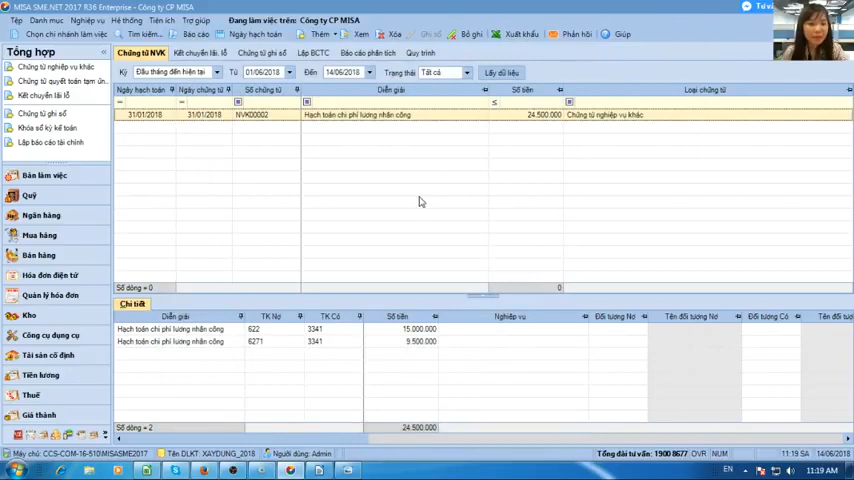 MISA SME.NET 2017 R36 Enterprise - Công ty CP MISA
Tệp Danh mục Nghiệp vụ Hệ thống Tiện ích Trợ giúp Đang làm việc trên: Công ty CP MISA
Chọn chi nhánh làm việc Tìm kiếm... Báo cáo Ngày hạch toán... Thêm Xem Xóa Ghi sổ Bỏ ghi Xuất khẩu Phản hồi Giúp
Tổng hợp
Chứng từ nghiệp vụ khác
Chứng từ quyết toán tạm ứn...
Kết chuyển lãi lỗ
Chứng từ ghi sổ
Khóa sổ kỳ kế toán
Lập báo cáo tài chính
Bàn làm việc
Quỹ
Ngân hàng
Mua hàng
Bán hàng
Hóa đơn điện tử
Quản lý hóa đơn
Kho
Công cụ dụng cụ
Tài sản cố định
Tiền lương
Thuế
Giá thành
Chứng từ NVK Kết chuyển lãi, lỗ Chứng từ ghi sổ Lập BCTC Báo cáo phân tích Quy trình
Kỳ Đầu tháng đến hiện tại Từ 01/06/2018 Đến 14/06/2018 Trạng thái Tất cả Lấy dữ liệu
Ngày hạch toán Ngày chứng từ Số chứng từ Diễn giải Số tiền Loại chứng từ
= = ≤
31/01/2018 31/01/2018 NVK00002 Hạch toán chi phí lương nhân công 24.500.000 Chứng từ nghiệp vụ khác
Số dòng = 0 0
Chi tiết
Diễn giải TK Nợ TK Có Số tiền Nghiệp vụ Đối tượng Nợ Tên đối tượng Nợ Đối tượng Có Tên đối tượ
Hạch toán chi phí lương nhân công 622 3341 15.000.000
Hạch toán chi phí lương nhân công 6271 3341 9.500.000
Số dòng = 2 24.500.000
Máy chủ: CCS-COM-16-510\MISASME2017 Tên DLKT: XAYDUNG_2018 Người dùng: Admin Tổng đài tư vấn: 1900 8677 OVR NUM 11:19 SA 14/06/2018
EN 11:19 AM